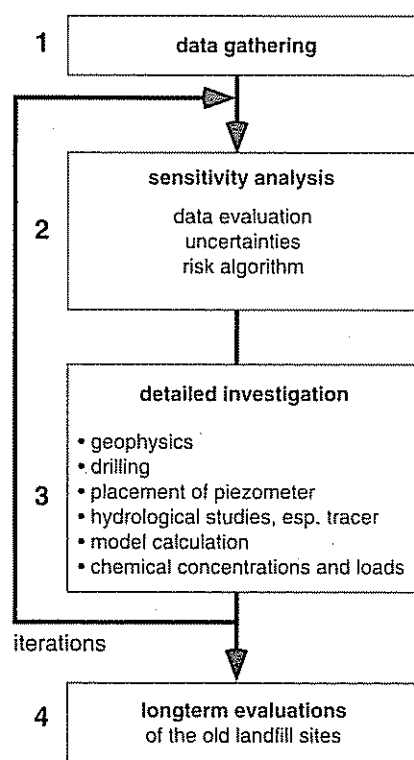 1
data gathering
sensitivity analysis
2
data evaluation
uncertainties
risk algorithm
detailed investigation
• geophysics
• drilling
3
• placement of piezometer
• hydrological studies, esp. tracer
• model calculation
• chemical concentrations and loads
iterations
4
longterm evaluations
of the old landfill sites